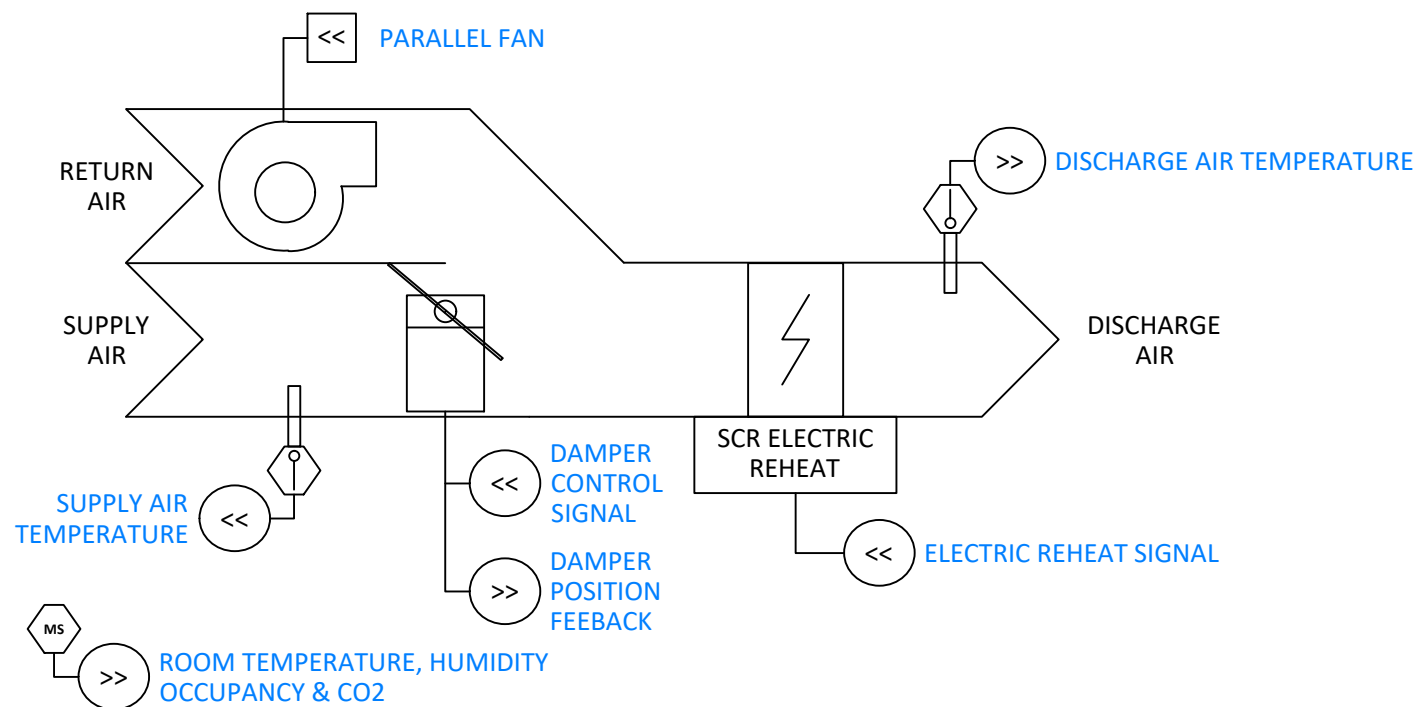 << PARALLEL FAN
RETURN
AIR
>> DISCHARGE AIR TEMPERATURE
SUPPLY
AIR
DISCHARGE
AIR
SCR ELECTRIC
REHEAT
SUPPLY AIR
TEMPERATURE
<<
<<
DAMPER
CONTROL
SIGNAL
<< ELECTRIC REHEAT SIGNAL
>>
DAMPER
POSITION
FEEBACK
MS
>>
ROOM TEMPERATURE, HUMIDITY
OCCUPANCY & CO2